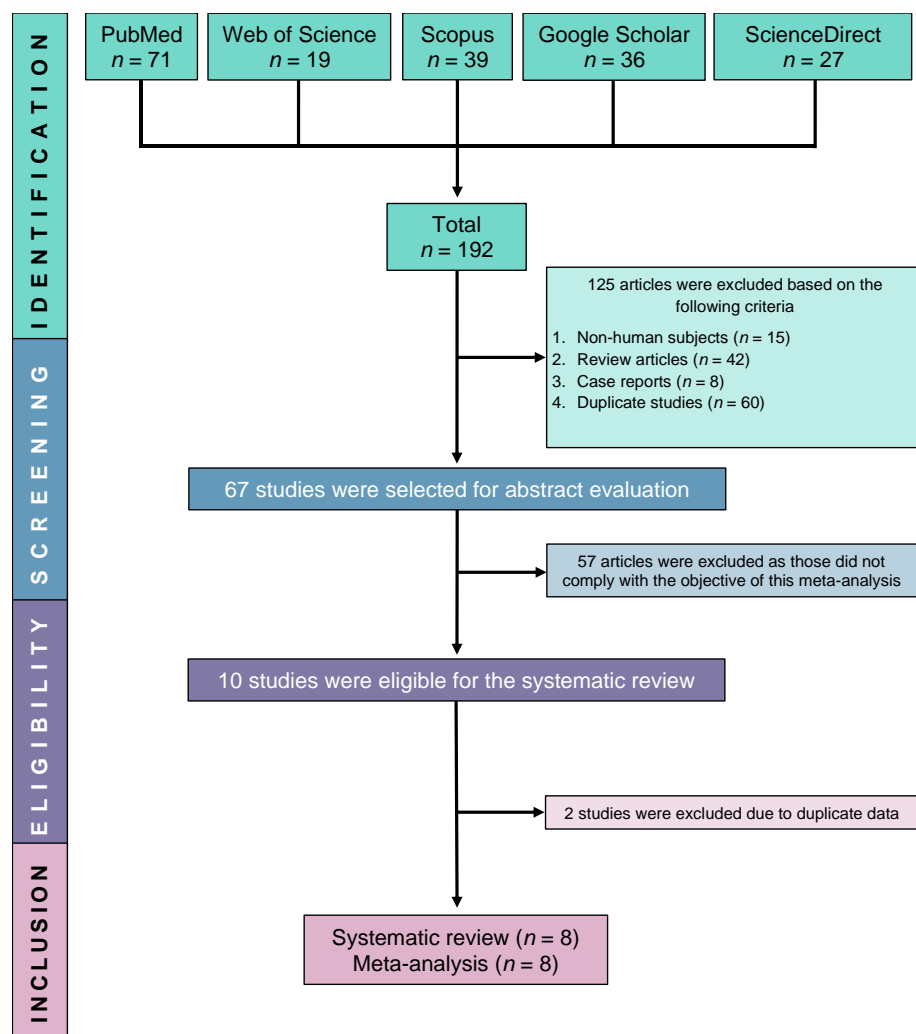 IDENTIFICATION
PubMed
n = 71
Web of Science
n = 19
Scopus
n = 39
Google Scholar
n = 36
ScienceDirect
n = 27
Total
n = 192
125 articles were excluded based on the
following criteria
1. Non-human subjects (n = 15)
2. Review articles (n = 42)
3. Case reports (n = 8)
4. Duplicate studies (n = 60)
SCREENING
67 studies were selected for abstract evaluation
57 articles were excluded as those did not
comply with the objective of this meta-analysis
ELIGIBILITY
10 studies were eligible for the systematic review
2 studies were excluded due to duplicate data
INCLUSION
Systematic review (n = 8)
Meta-analysis (n = 8)